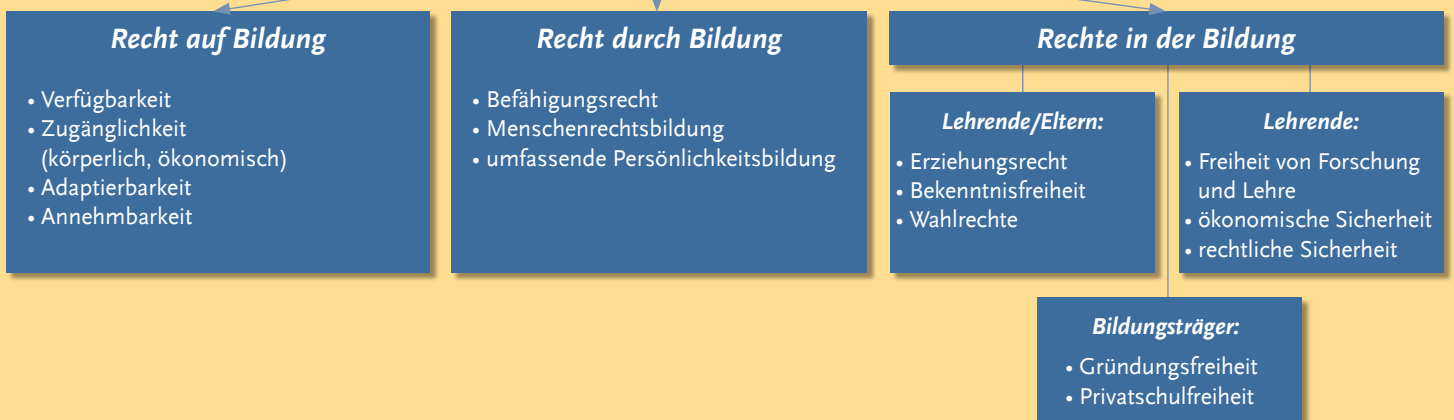 Recht auf Bildung
• Verfügbarkeit
• Zugänglichkeit
(körperlich, ökonomisch)
• Adaptierbarkeit
• Annehmbarkeit
Recht durch Bildung
• Befähigungsrecht
• Menschenrechtsbildung
• umfassende Persönlichkeitsbildung
Rechte in der Bildung
Lehrende/Eltern:
• Erziehungsrecht
• Bekenntnisfreiheit
• Wahlrechte
Lehrende:
• Freiheit von Forschung
und Lehre
• ökonomische Sicherheit
• rechtliche Sicherheit
Bildungsträger:
• Gründungsfreiheit
• Privatschulfreiheit